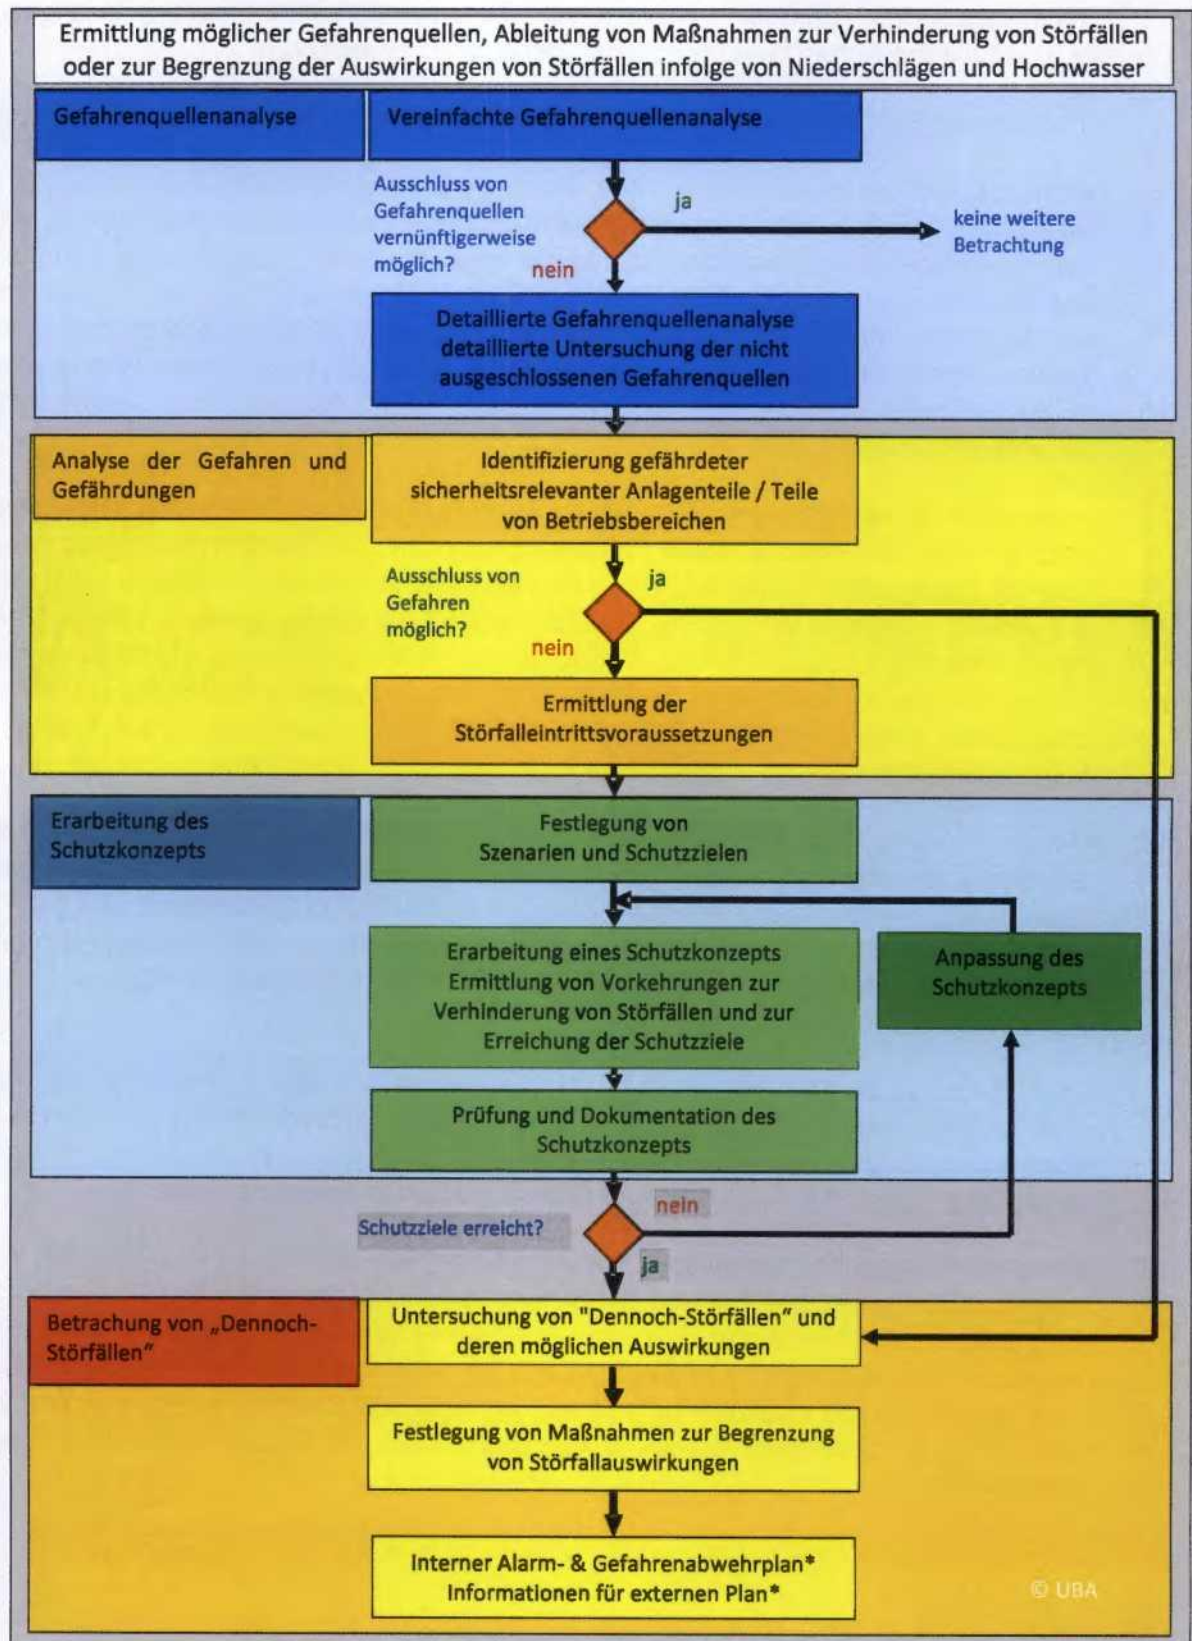 Ermittlung möglicher Gefahrenquellen, Ableitung von Maßnahmen zur Verhinderung von Störfällen
oder zur Begrenzung der Auswirkungen von Störfällen infolge von Niederschlägen und Hochwasser
Gefahrenquellenanalyse
Vereinfachte Gefahrenquellenanalyse
Ausschluss von
Gefahrenquellen
vernünftigerweise
möglich?
ja
keine weitere
Betrachtung
nein
Detaillierte Gefahrenquellenanalyse
detaillierte Untersuchung der nicht
ausgeschlossenen Gefahrenquellen
Analyse der Gefahren und
Gefährdungen
Identifizierung gefährdeter
sicherheitsrelevanter Anlagenteile / Teile
von Betriebsbereichen
Ausschluss von
Gefahren
möglich?
ja
nein
Ermittlung der
Störfalleintrittsvoraussetzungen
Erarbeitung des
Schutzkonzepts
Festlegung von
Szenarien und Schutzzielen
Erarbeitung eines Schutzkonzepts
Ermittlung von Vorkehrungen zur
Verhinderung von Störfällen und zur
Erreichung der Schutzziele
Anpassung des
Schutzkonzepts
Prüfung und Dokumentation des
Schutzkonzepts
Schutzziele erreicht?
nein
ja
Betrachung von „Dennoch-
Störfällen"
Untersuchung von "Dennoch-Störfällen" und
deren möglichen Auswirkungen
Festlegung von Maßnahmen zur Begrenzung
von Störfallauswirkungen
Interner Alarm- & Gefahrenabwehrplan*
Informationen für externen Plan*
© UBA